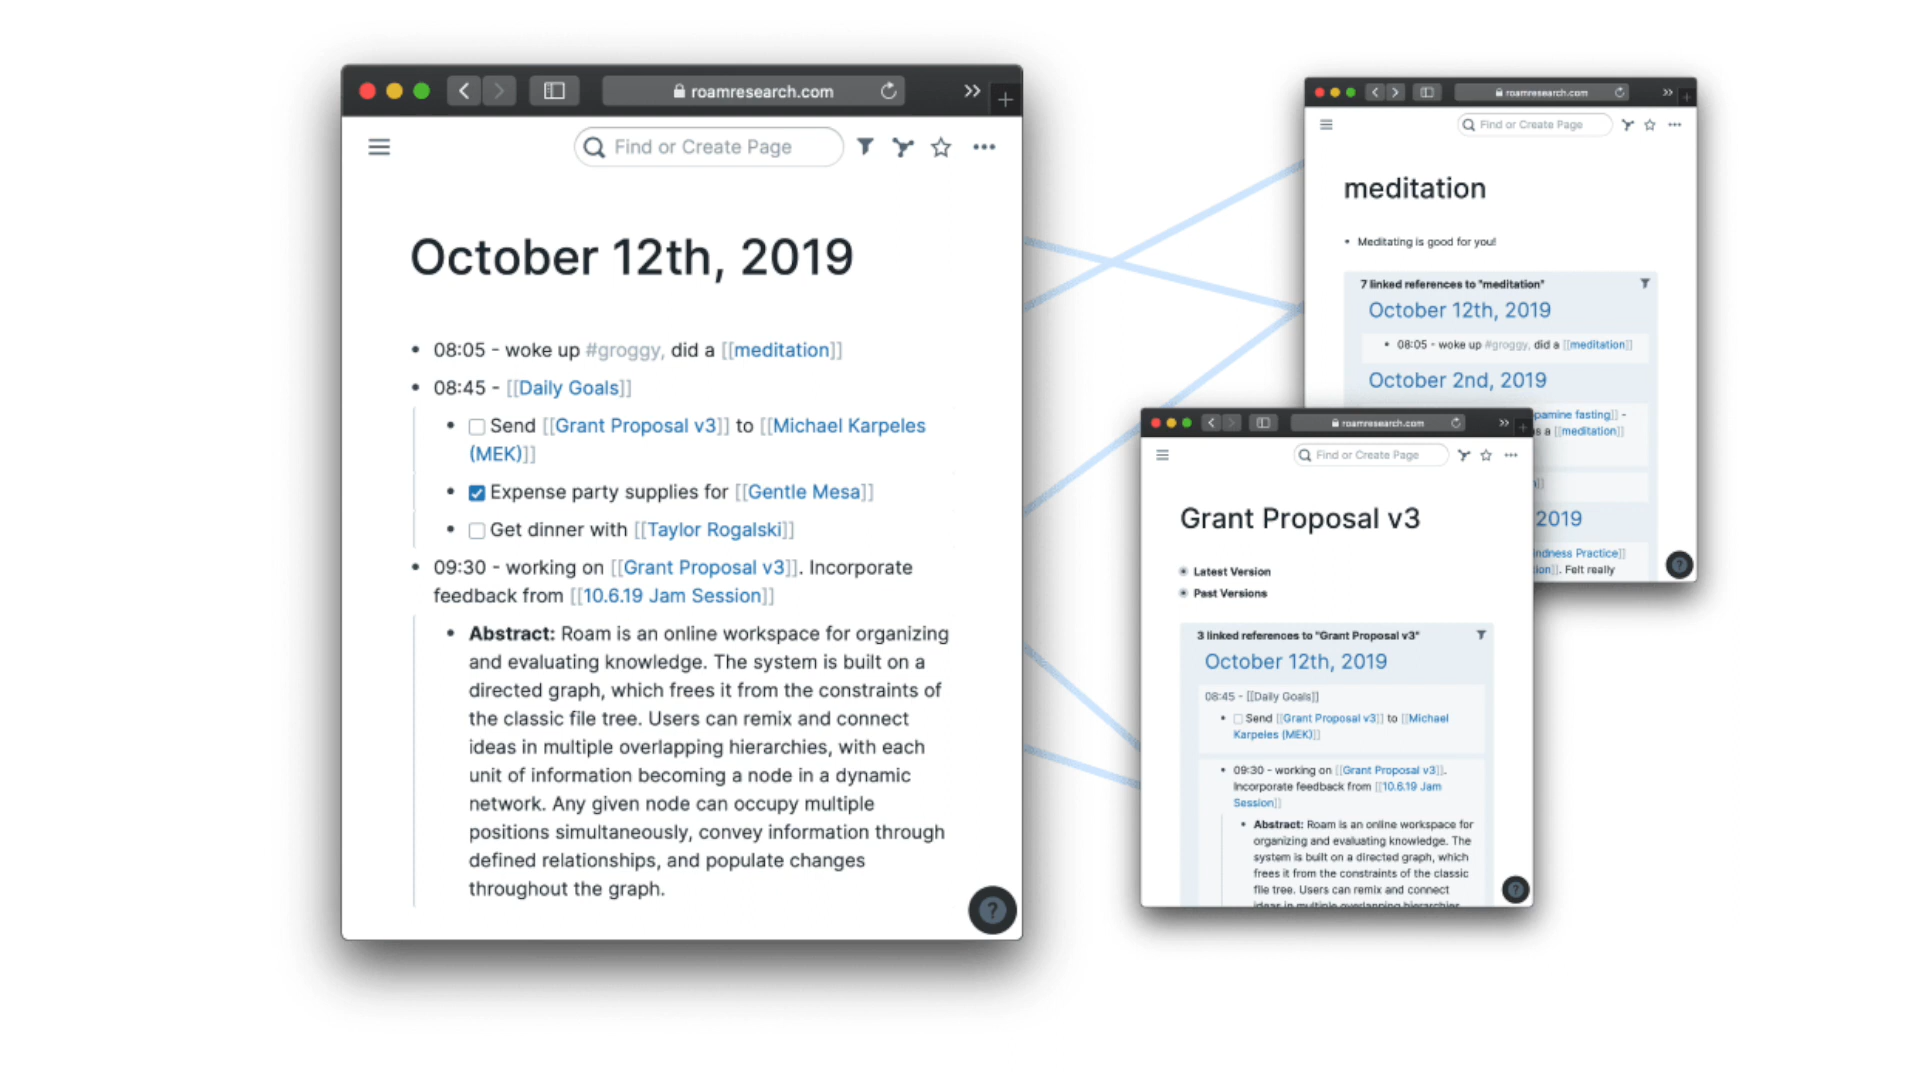 roamresearch.com
Find or Create Page
October 12th, 2019
08:05 - woke up #groggy, did a [[meditation]]
08:45 - [[Daily Goals]]
Send [[Grant Proposal v3]] to [[Michael Karpeles
(MEK)]]
Expense party supplies for [[Gentle Mesa]]
Get dinner with [[Taylor Rogalski]]
09:30 - working on [[Grant Proposal v3]]. Incorporate
feedback from [[10.6.19 Jam Session]]
Abstract: Roam is an online workspace for organizing
and evaluating knowledge. The system is built on a
directed graph, which frees it from the constraints of
the classic file tree. Users can remix and connect
ideas in multiple overlapping hierarchies, with each
unit of information becoming a node in a dynamic
network. Any given node can occupy multiple
positions simultaneously, convey information through
defined relationships, and populate changes
throughout the graph.
?
roamresearch.com
Find or Create Page
meditation
Meditating is good for you!
7 linked references to "meditation"
October 12th, 2019
08:05 - woke up #groggy, did a [[meditation]]
October 2nd, 2019
fasting]] -
s a [[meditation]]
]]
2019
Practice]]
]]. Felt really
?
roamresearch.com
Find or Create Page
Grant Proposal v3
Latest Version
Past Versions
3 linked references to "Grant Proposal v3"
October 12th, 2019
08:45 - [[Daily Goals]]
Send [[Grant Proposal v3]] to [[Michael
Karpeles (MEK)]]
09:30 - working on [[Grant Proposal v3]].
Incorporate feedback from [[10.6.19 Jam
Session]]
Abstract: Roam is an online workspace for
organizing and evaluating knowledge. The
system is built on a directed graph, which
frees it from the constraints of the classic
file tree. Users can remix and connect
ideas in multiple overlapping hierarchies,
?